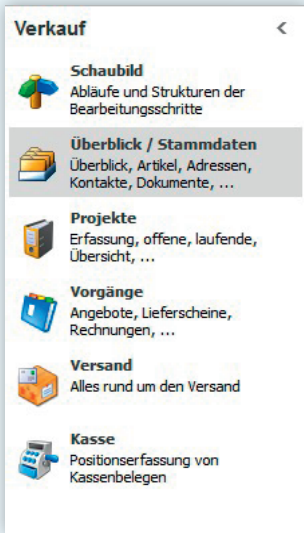 Verkauf
Schaubild
Abläufe und Strukturen der
Bearbeitungsschritte
Überblick / Stammdaten
Überblick, Artikel, Adressen,
Kontakte, Dokumente, ...
Projekte
Erfassung, offene, laufende,
Übersicht, ...
Vorgänge
Angebote, Lieferscheine,
Rechnungen, ...
Versand
Alles rund um den Versand
Kasse
Positionserfassung von
Kassenbelegen